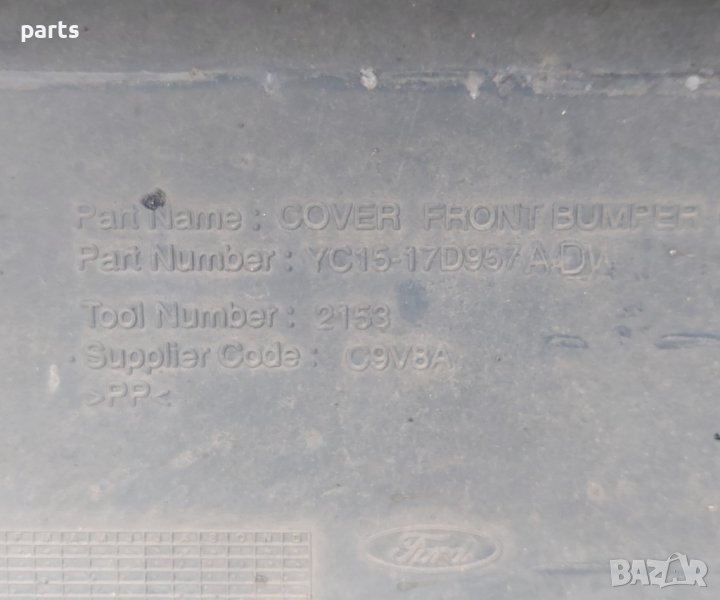 parts
Part Name : COVER FRONT BUMPER
Part Number : YC15-17D957
Tool Number : 2153
Supplier Code : C9V8A
>PP<
J F M A M J J A S O N D
Ford
BAZAR